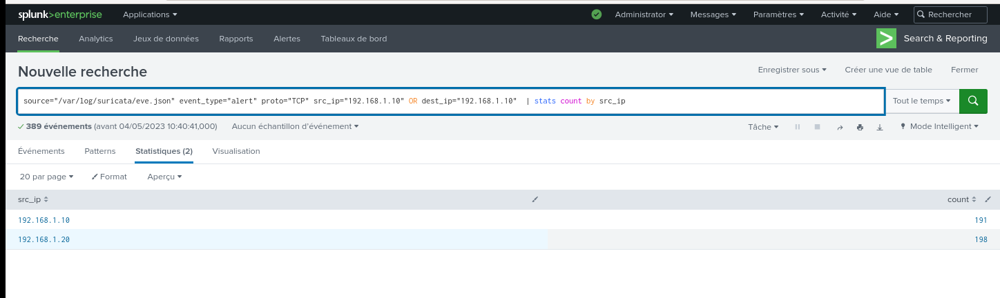 splunk>enterprise Applications Administrator Messages Paramètres Activité Aide Rechercher
Recherche Analytics Jeux de données Rapports Alertes Tableaux de bord Search & Reporting
Nouvelle recherche Enregistrer sous Créer une vue de table Fermer
source="/var/log/suricata/eve.json" event_type="alert" proto="TCP" src_ip="192.168.1.10" OR dest_ip="192.168.1.10" | stats count by src_ip Tout le temps
389 événements (avant 04/05/2023 10:40:41,000) Aucun échantillon d'événement Tâche Mode Intelligent
Événements Patterns Statistiques (2) Visualisation
20 par page Format Aperçu
src_ip count
192.168.1.10 191
192.168.1.20 198